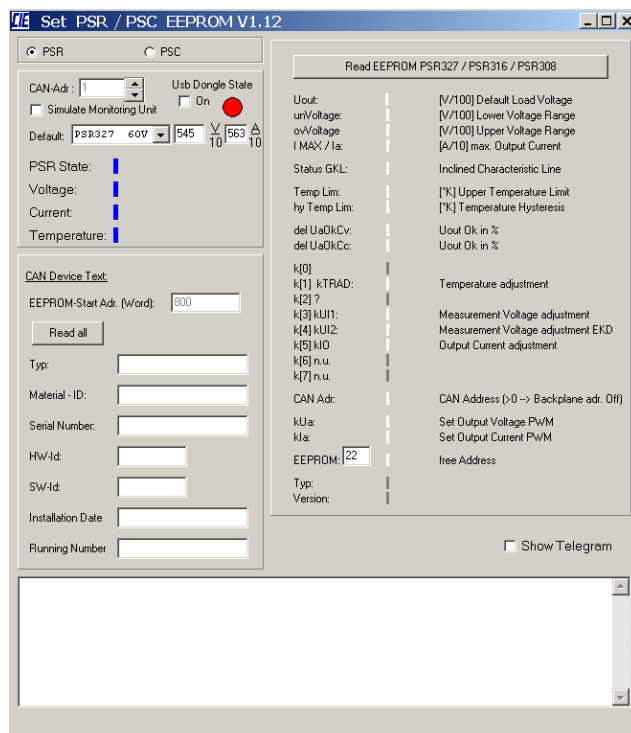 CIE Set PSR / PSC EEPROM V1.12
PSR
PSC
CAN-Adr : 1
Usb Dongle State
Simulate Monitoring Unit
On
Default: PSR327 60V 545 V/10 563 A/10
PSR State:
Voltage:
Current:
Temperature:
CAN Device Text:
EEPROM-Start Adr. (Word): 800
Read all
Typ:
Material - ID:
Serial Number:
HW-Id:
SW-Id:
Installation Date
Running Number
Read EEPROM PSR327 / PSR316 / PSR308
Uout: [V/100] Default Load Voltage
unVoltage: [V/100] Lower Voltage Range
ovVoltage [V/100] Upper Voltage Range
I MAX / Ia: [A/10] max. Output Current
Status GKL: Inclined Characteristic Line
Temp Lim: [°K] Upper Temperature Limit
hy Temp Lim: [°K] Temperature Hysteresis
del UaOkCv: Uout Ok in %
del UaOkCc: Uout Ok in %
k[0]
k[1] kTRAD: Temperature adjustment
k[2] ?
k[3] kUI1: Measurement Voltage adjustment
k[4] kUI2: Measurement Voltage adjustment EKD
k[5] kIO Output Current adjustment
k[6] n.u.
k[7] n.u.
CAN Adr: CAN Address (>0 --> Backplane adr. Off)
kUa: Set Output Voltage PWM
kIa: Set Output Current PWM
EEPROM: 22 free Address
Typ:
Version:
Show Telegram